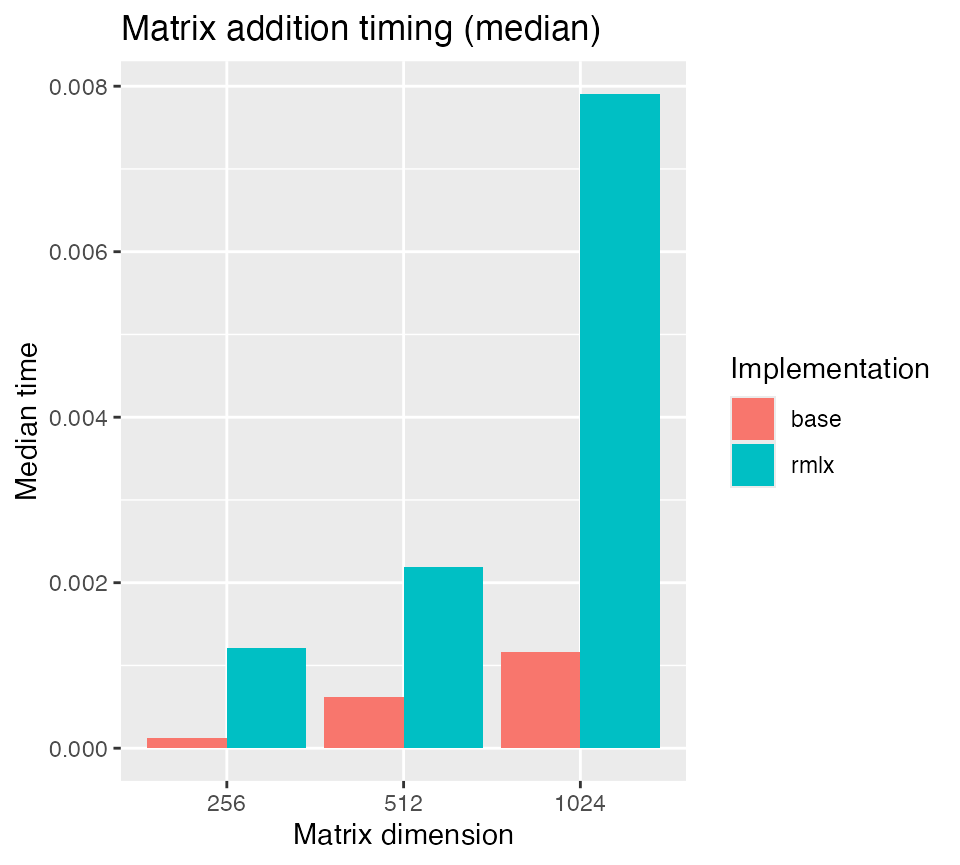 Matrix addition timing (median)
0.008
0.006
0.004
0.002
0.000
Median time
256 512 1024
Matrix dimension
Implementation
base
rmlx